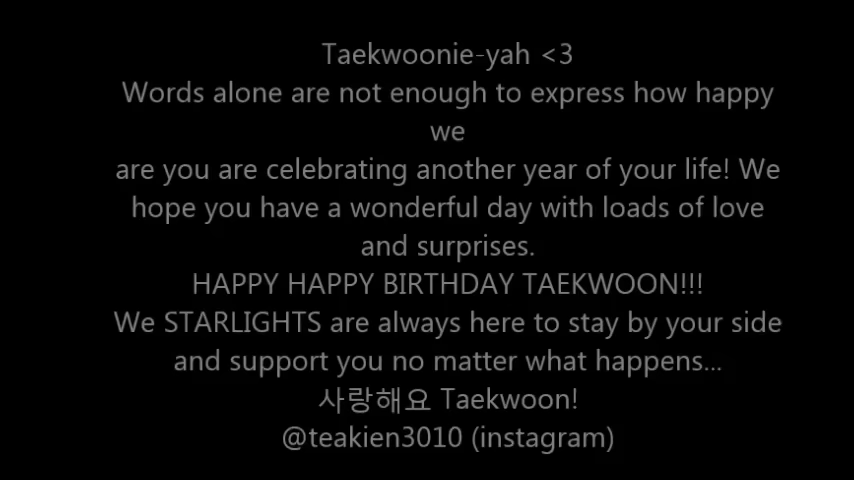 Taekwoonie-yah <3
Words alone are not enough to express how happy
we
are you are celebrating another year of your life! We
hope you have a wonderful day with loads of love
and surprises.
HAPPY HAPPY BIRTHDAY TAEKWOON!!!
We STARLIGHTS are always here to stay by your side
and support you no matter what happens...
사랑해요 Taekwoon!
@teakien3010 (instagram)